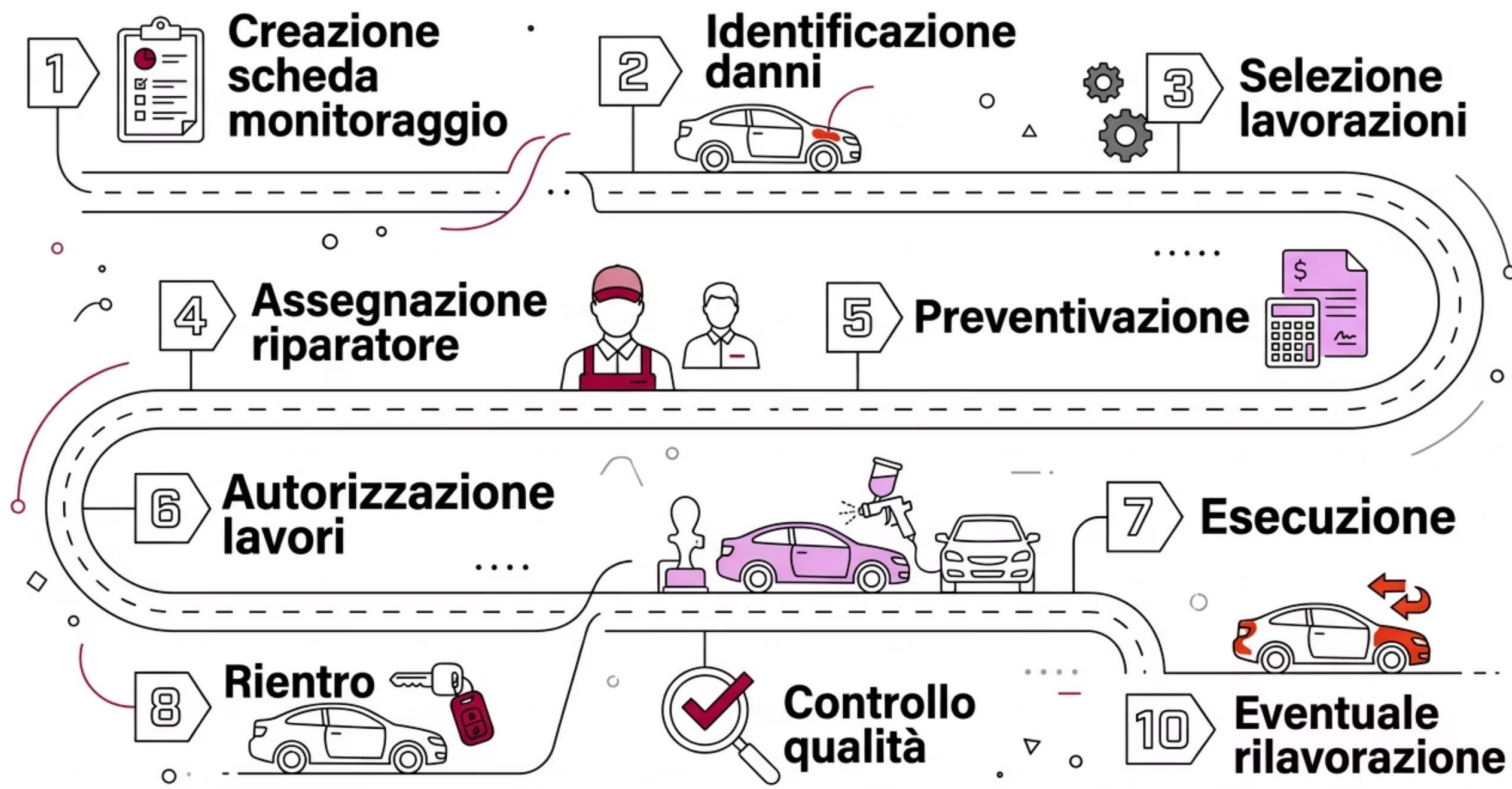 1
Creazione
scheda
monitoraggio
2
Identificazione
danni
3
Selezione
lavorazioni
4
Assegnazione
riparatore
5
Preventivazione
$
6
Autorizzazione
lavori
7
Esecuzione
8
Rientro
Controllo
qualità
10
Eventuale
rilavorazione